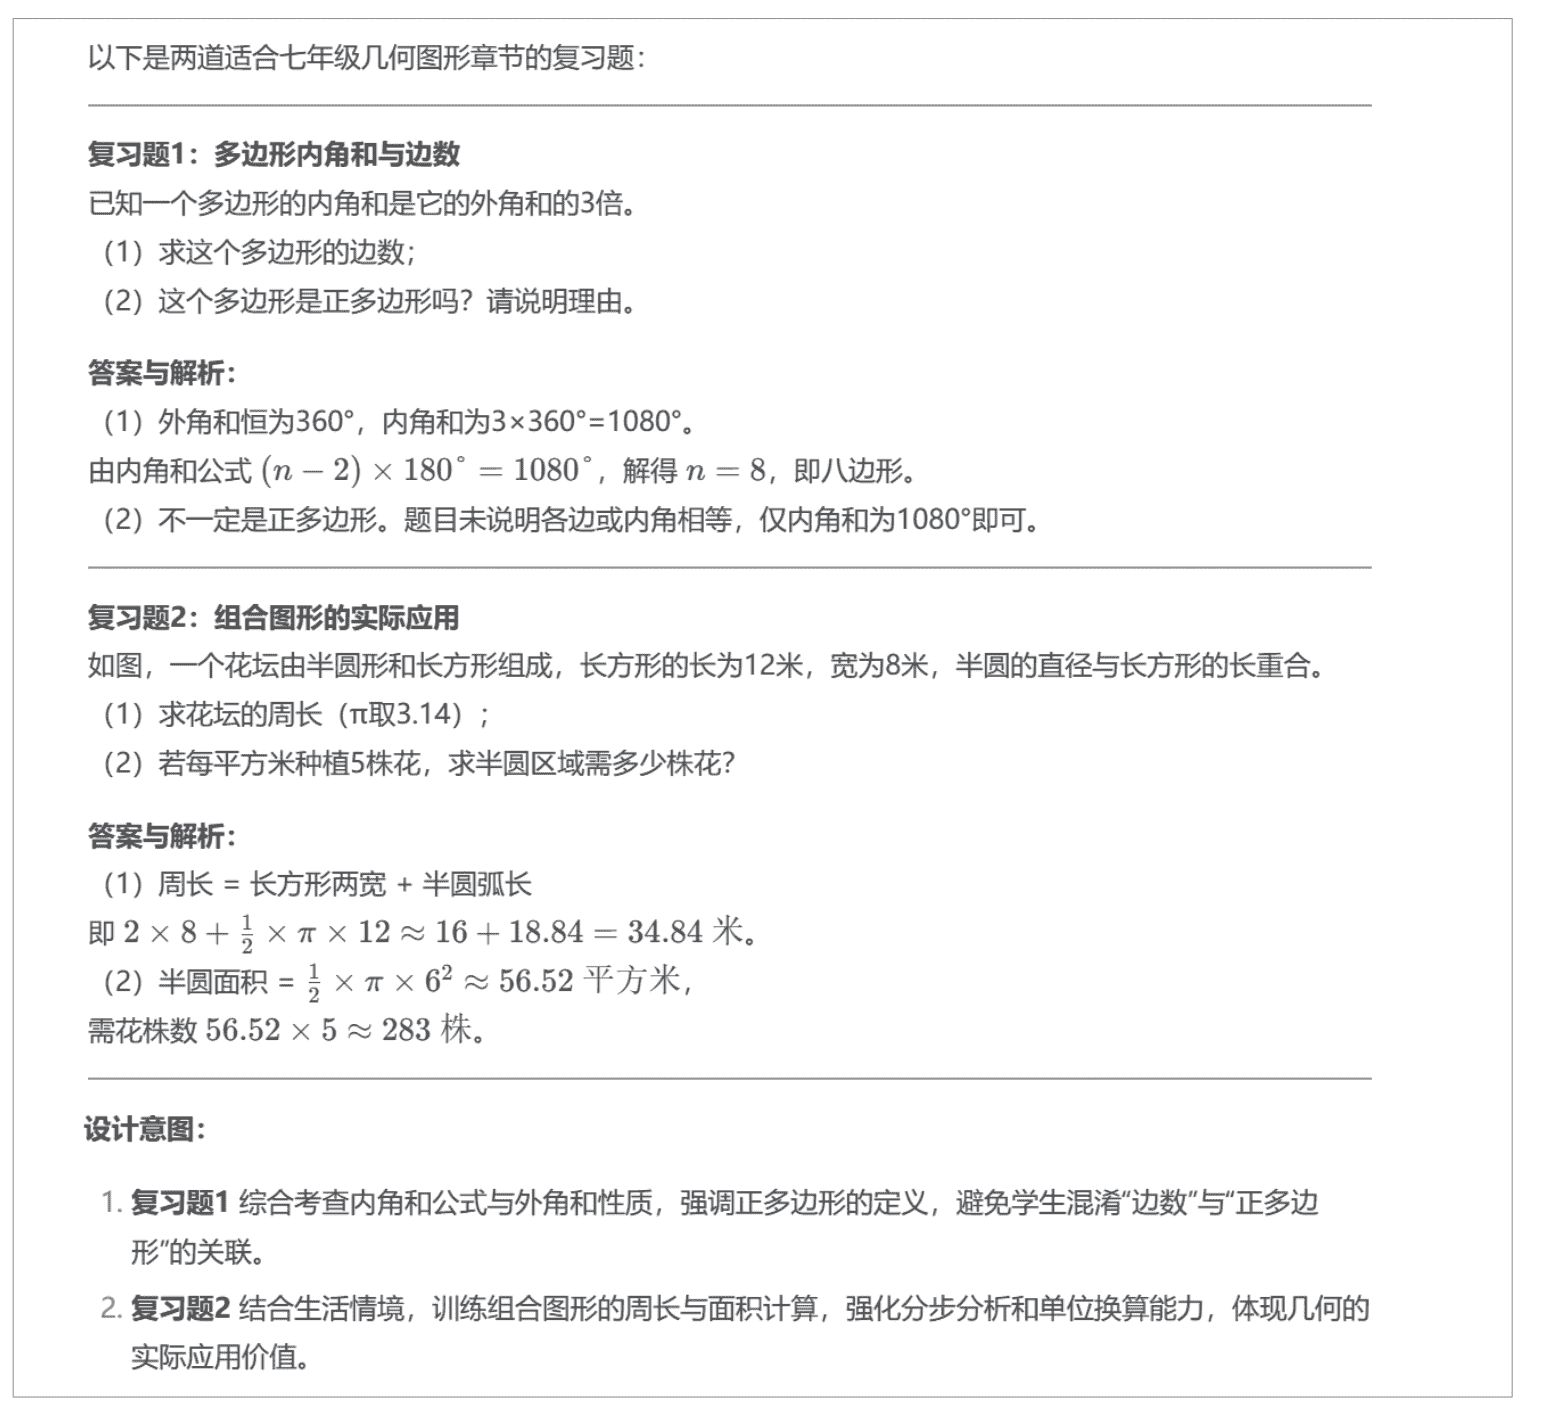 以下是两道适合七年级几何图形章节的复习题：
复习题1：多边形内角和与边数
已知一个多边形的内角和是它的外角和的3倍。
（1）求这个多边形的边数；
（2）这个多边形是正多边形吗？请说明理由。
答案与解析：
（1）外角和恒为360°，内角和为3×360°=1080°。
由内角和公式 (n − 2) × 180° = 1080°，解得 n = 8，即八边形。
（2）不一定是正多边形。题目未说明各边或内角相等，仅内角和为1080°即可。
复习题2：组合图形的实际应用
如图，一个花坛由半圆形和长方形组成，长方形的长为12米，宽为8米，半圆的直径与长方形的长重合。
（1）求花坛的周长（π取3.14）；
（2）若每平方米种植5株花，求半圆区域需多少株花？
答案与解析：
（1）周长 = 长方形两宽 + 半圆弧长
即 2 × 8 + 1/2 × π × 12 ≈ 16 + 18.84 = 34.84 米。
（2）半圆面积 = 1/2 × π × 6² ≈ 56.52 平方米，
需花株数 56.52 × 5 ≈ 283 株。
设计意图：
1. 复习题1 综合考查内角和公式与外角和性质，强调正多边形的定义，避免学生混淆“边数”与“正多边
形”的关联。
2. 复习题2 结合生活情境，训练组合图形的周长与面积计算，强化分步分析和单位换算能力，体现几何的
实际应用价值。